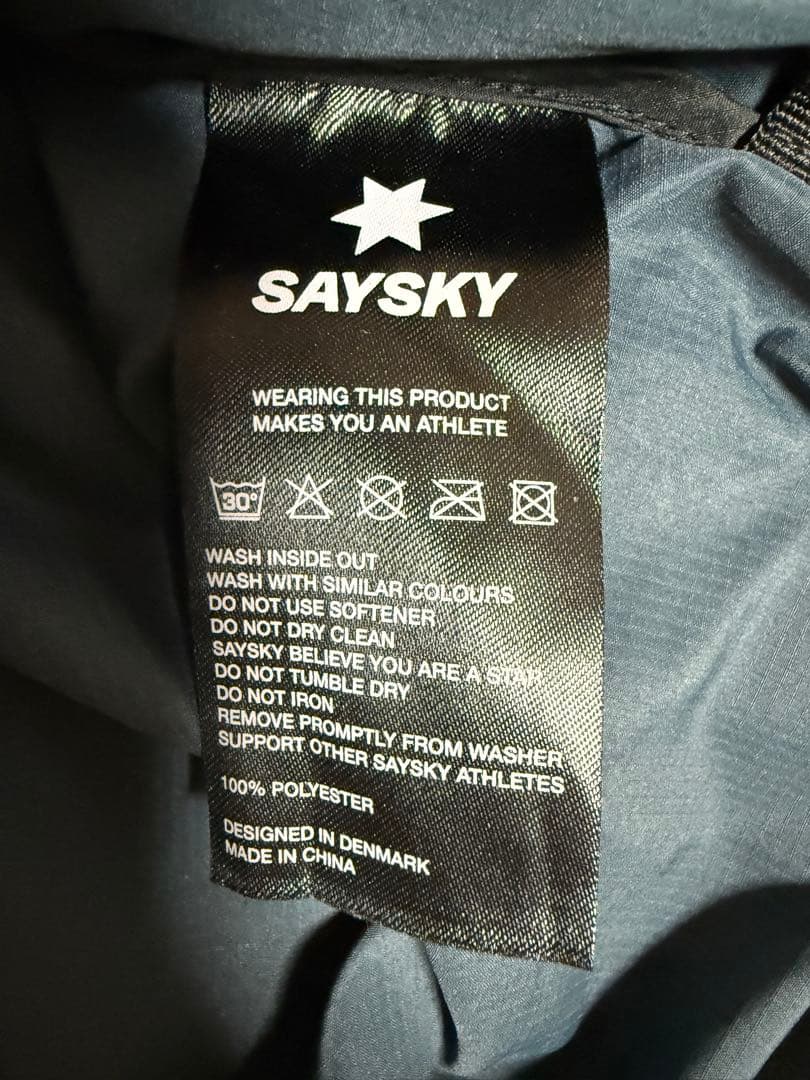 SAYSKY
WEARING THIS PRODUCT
MAKES YOU AN ATHLETE
30°
WASH INSIDE OUT
WASH WITH SIMILAR COLOURS
DO NOT USE SOFTENER
DO NOT DRY CLEAN
SAYSKY BELIEVE YOU ARE A STAR
DO NOT TUMBLE DRY
DO NOT IRON
REMOVE PROMPTLY FROM WASHER
SUPPORT OTHER SAYSKY ATHLETES
100% POLYESTER
DESIGNED IN DENMARK
MADE IN CHINA